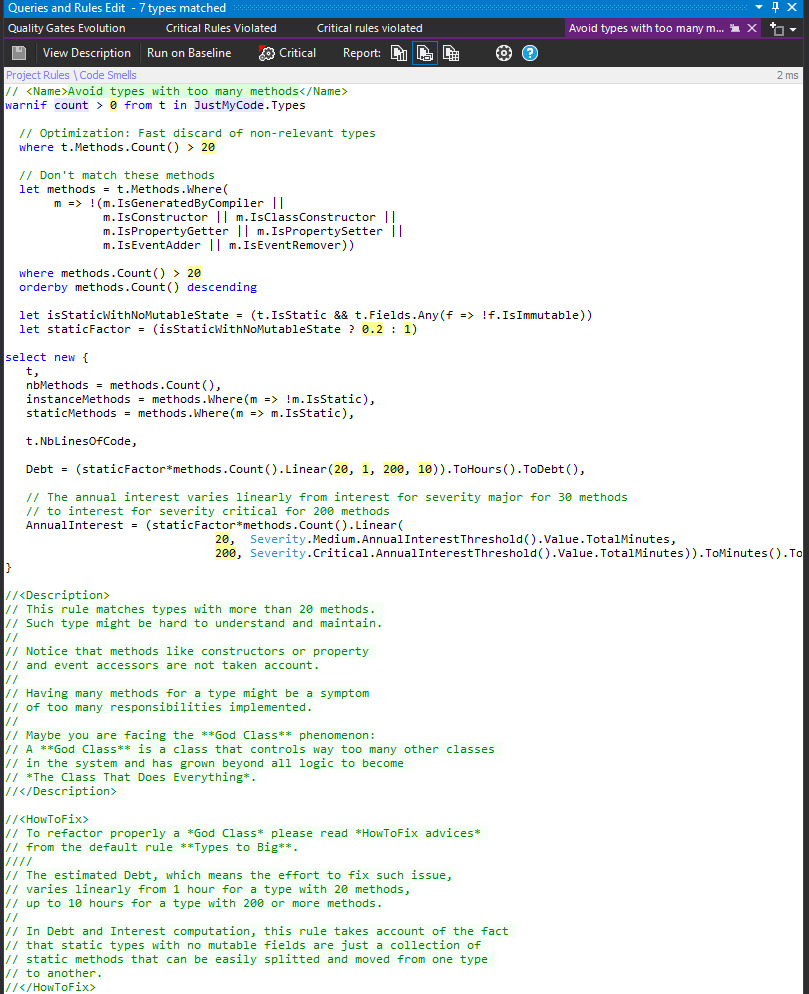 Queries and Rules Edit - 7 types matched
Quality Gates Evolution Critical Rules Violated Critical rules violated Avoid types with too many m...
View Description Run on Baseline Critical Report:
Project Rules \ Code Smells 2 ms
// <Name>Avoid types with too many methods</Name>
warnif count > 0 from t in JustMyCode.Types

  // Optimization: Fast discard of non-relevant types
  where t.Methods.Count() > 20

  // Don't match these methods
  let methods = t.Methods.Where(
       m => !(m.IsGeneratedByCompiler ||
              m.IsConstructor || m.IsClassConstructor ||
              m.IsPropertyGetter || m.IsPropertySetter ||
              m.IsEventAdder || m.IsEventRemover))

  where methods.Count() > 20
  orderby methods.Count() descending

  let isStaticWithNoMutableState = (t.IsStatic && t.Fields.Any(f => !f.IsImmutable))
  let staticFactor = (isStaticWithNoMutableState ? 0.2 : 1)

select new {
   t,
   nbMethods = methods.Count(),
   instanceMethods = methods.Where(m => !m.IsStatic),
   staticMethods = methods.Where(m => m.IsStatic),

   t.NbLinesOfCode,

   Debt = (staticFactor*methods.Count().Linear(20, 1, 200, 10)).ToHours().ToDebt(),

   // The annual interest varies linearly from interest for severity major for 30 methods
   // to interest for severity critical for 200 methods
   AnnualInterest = (staticFactor*methods.Count().Linear(
                              20,  Severity.Medium.AnnualInterestThreshold().Value.TotalMinutes,
                              200, Severity.Critical.AnnualInterestThreshold().Value.TotalMinutes)).ToMinutes().To
}

//<Description>
// This rule matches types with more than 20 methods.
// Such type might be hard to understand and maintain.
//
// Notice that methods like constructors or property
// and event accessors are not taken account.
//
// Having many methods for a type might be a symptom
// of too many responsibilities implemented.
//
// Maybe you are facing the **God Class** phenomenon:
// A **God Class** is a class that controls way too many other classes
// in the system and has grown beyond all logic to become
// *The Class That Does Everything*.
//</Description>

//<HowToFix>
// To refactor properly a *God Class* please read *HowToFix advices*
// from the default rule **Types to Big**.
////
// The estimated Debt, which means the effort to fix such issue,
// varies linearly from 1 hour for a type with 20 methods,
// up to 10 hours for a type with 200 or more methods.
//
// In Debt and Interest computation, this rule takes account of the fact
// that static types with no mutable fields are just a collection of
// static methods that can be easily splitted and moved from one type
// to another.
//</HowToFix>